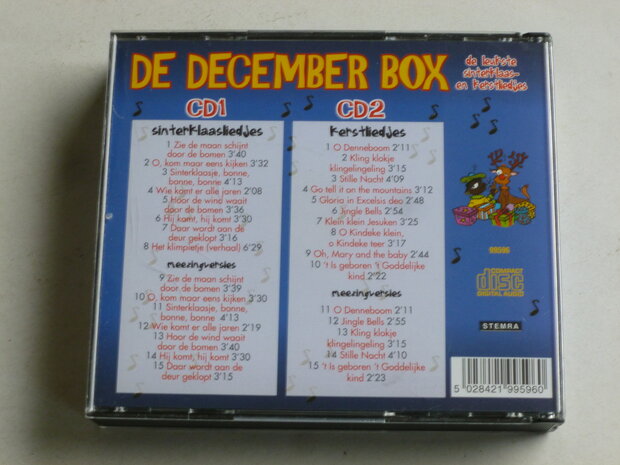 DE DECEMBER BOX
de leukste
sinterklaas-
en kerstliedjes
CD1
sinterklaasliedjes
1 Zie de maan schijnt
door de bomen 3'40
2 O, kom maar eens kijken 3'32
3 Sinterklaasje, bonne,
bonne, bonne 4'13
4 Wie komt er alle jaren 2'08
5 Hoor de wind waait
door de bomen 3'36
6 Hij komt, hij komt 3'30
7 Daar wordt aan de
deur geklopt 3'16
8 Het klimpietje (verhaal) 6'29
meezingversies
9 Zie de maan schijnt
door de bomen 3'39
10 O, kom maar eens kijken 3'30
11 Sinterklaasje, bonne,
bonne, bonne 4'13
12 Wie komt er alle jaren 2'19
13 Hoor de wind waait
door de bomen 3'40
14 Hij komt, hij komt 3'30
15 Daar wordt aan de
deur geklopt 3'15
CD2
kerstliedjes
1 O Denneboom 2'11
2 Kling klokje
klingelingeling 3'15
3 Stille Nacht 4'09
4 Go tell it on the mountains 3'12
5 Gloria in Excelsis deo 2'48
6 Jingle Bells 2'54
7 Klein klein Jesuken 3'25
8 O Kindeke klein,
o Kindeke teer 3'17
9 Oh, Mary and the baby 2'44
10 't Is geboren 't Goddelijke
kind 2'22
meezingversies
11 O Denneboom 2'11
12 Jingle Bells 2'55
13 Kling klokje
klingelingeling 3'15
14 Stille Nacht 4'10
15 't Is geboren 't Goddelijke
kind 2'23
99596
COMPACT
disc
DIGITAL AUDIO
STEMRA
5 028421 995960